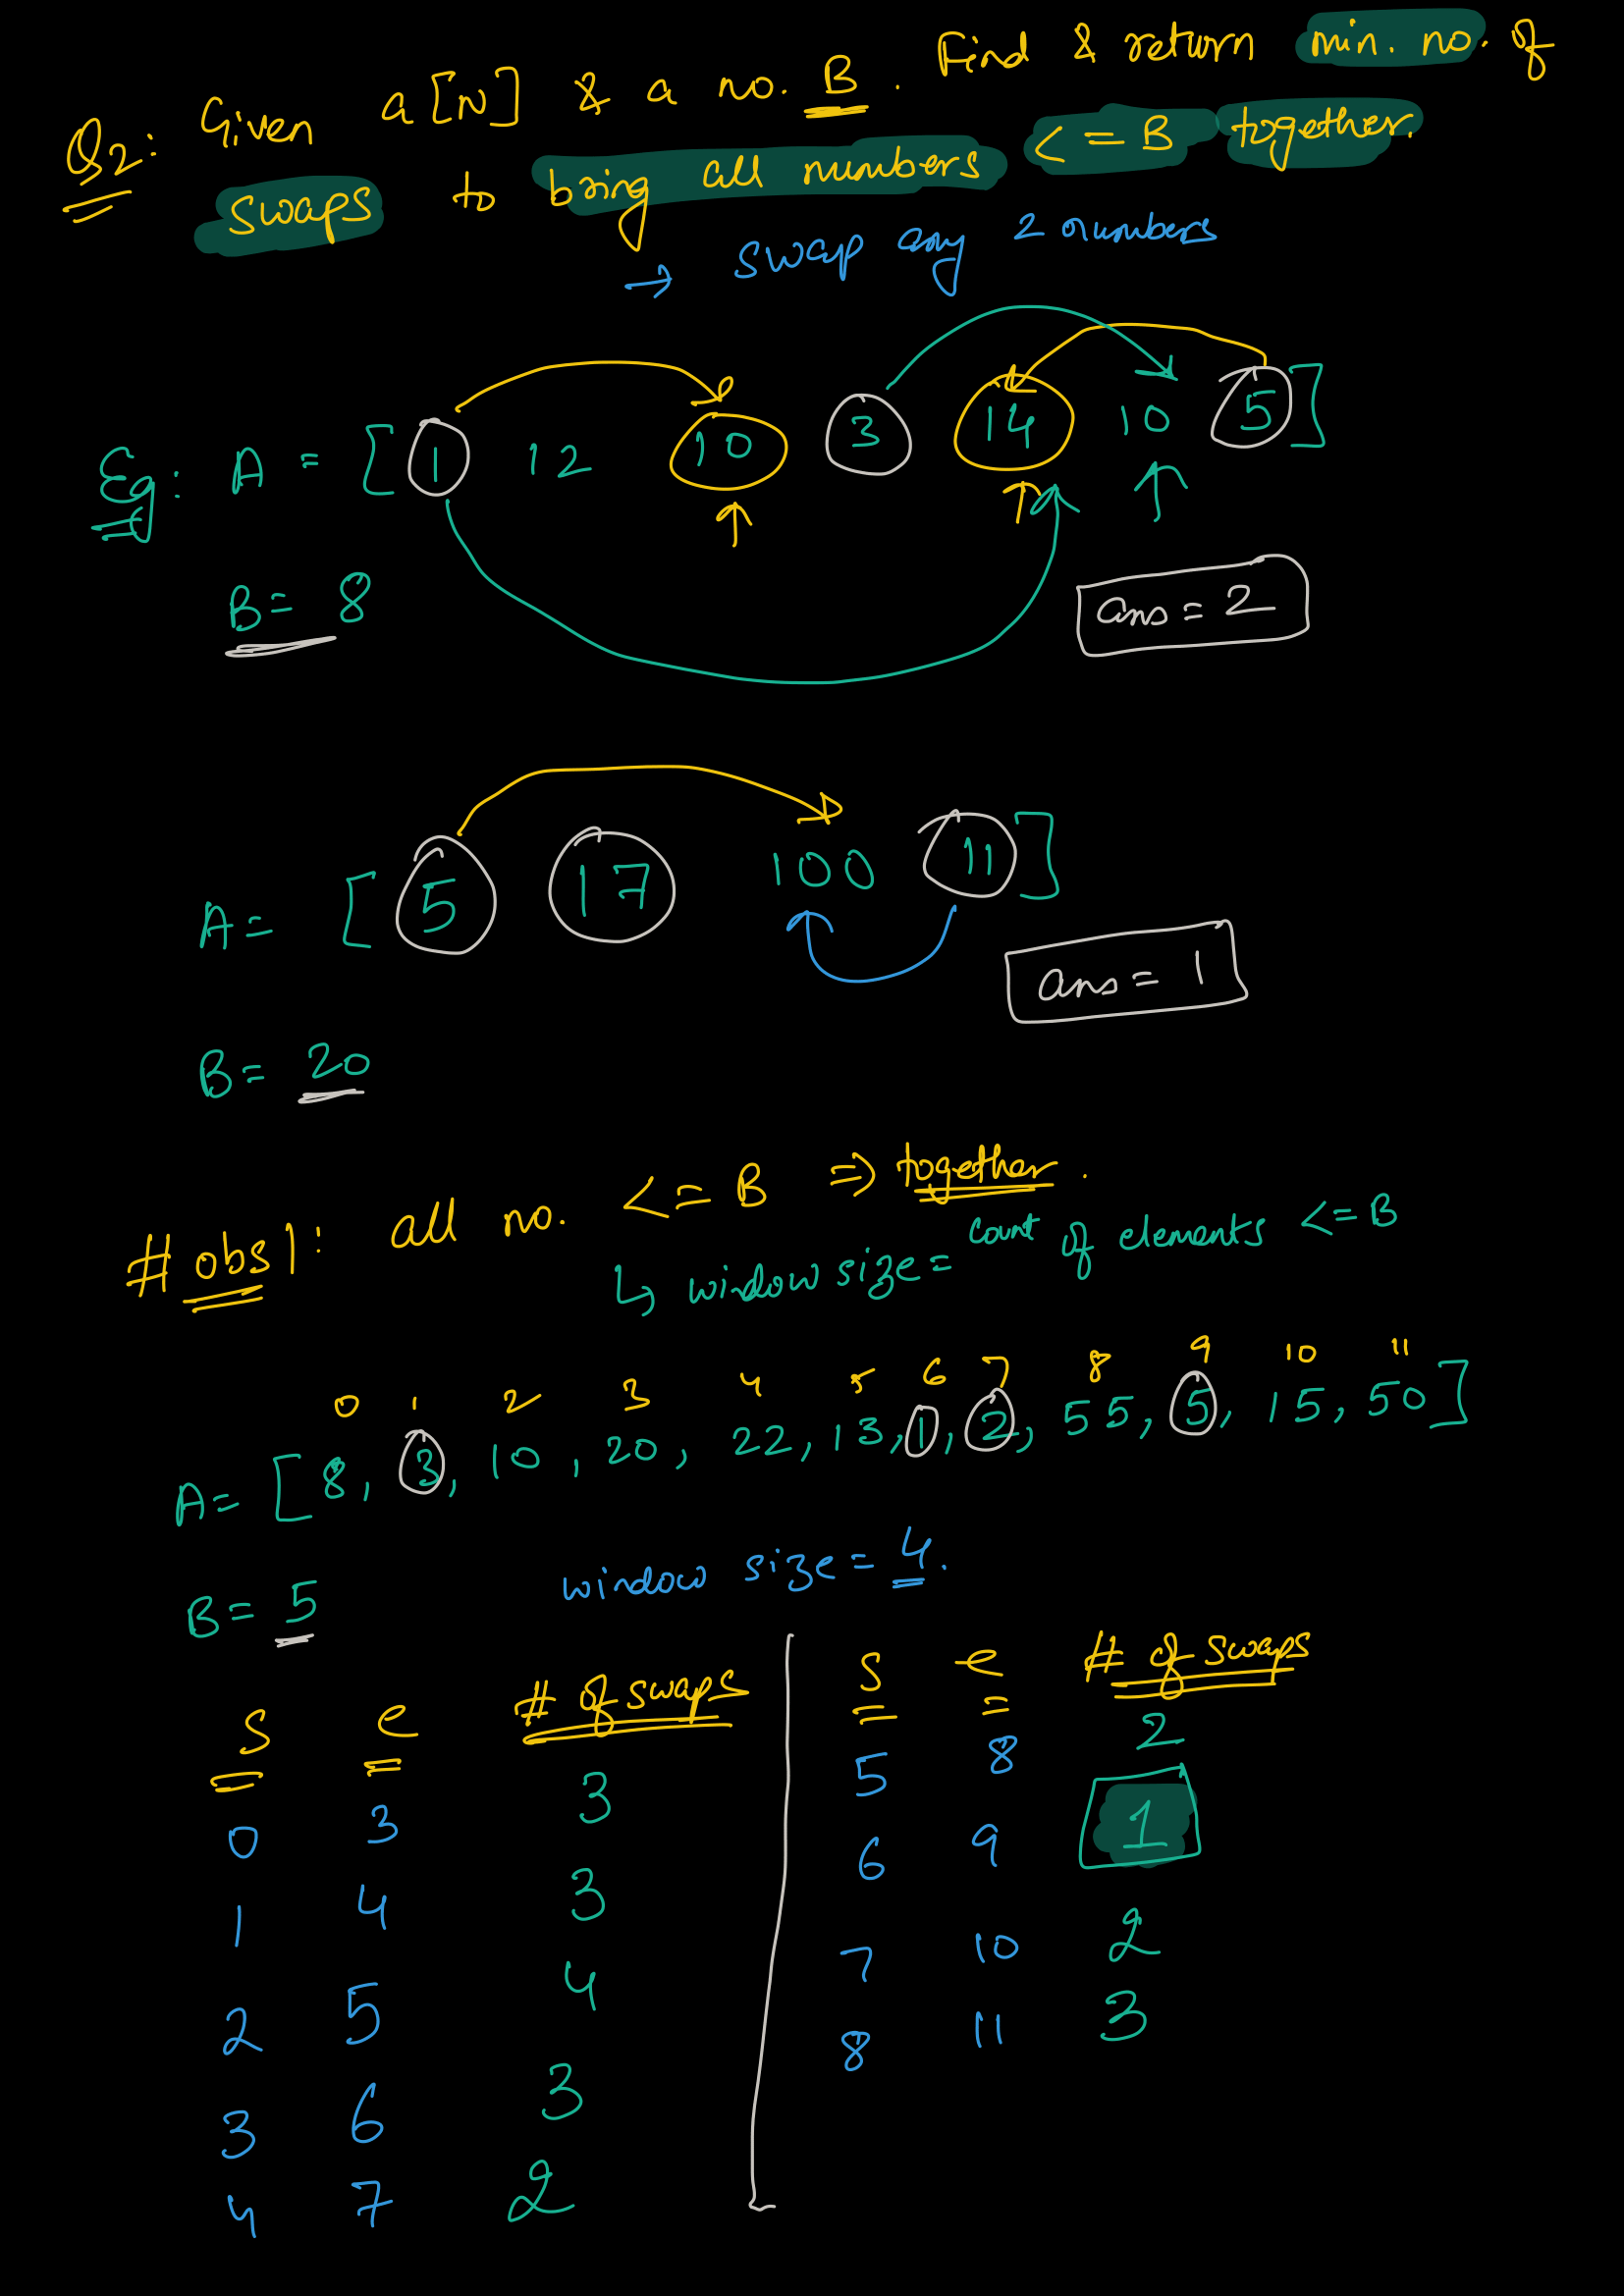 Q2: Given a[N] & a no. B. Find & return min. no. of
swaps to bring all numbers <=B together.
→ swap any 2 numbers
Eg: A = [ 1 12 10 3 14 10 5 ]
B= 8
ans = 2
A= [ 5 17 100 11 ]
ans = 1
B= 20
# obs1: all no. <= B => together.
↳ window size = count of elements <=B
0 1 2 3 4 5 6 7 8 9 10 11
A= [ 8, 3, 10, 20, 22, 13, 1, 2, 55, 5, 15, 50 ]
B= 5 window size = 4.
S e # of swaps
0 3 3
1 4 3
2 5 4
3 6 3
4 7 2
S e # of swaps
5 8 2
6 9 1
7 10 2
8 11 3